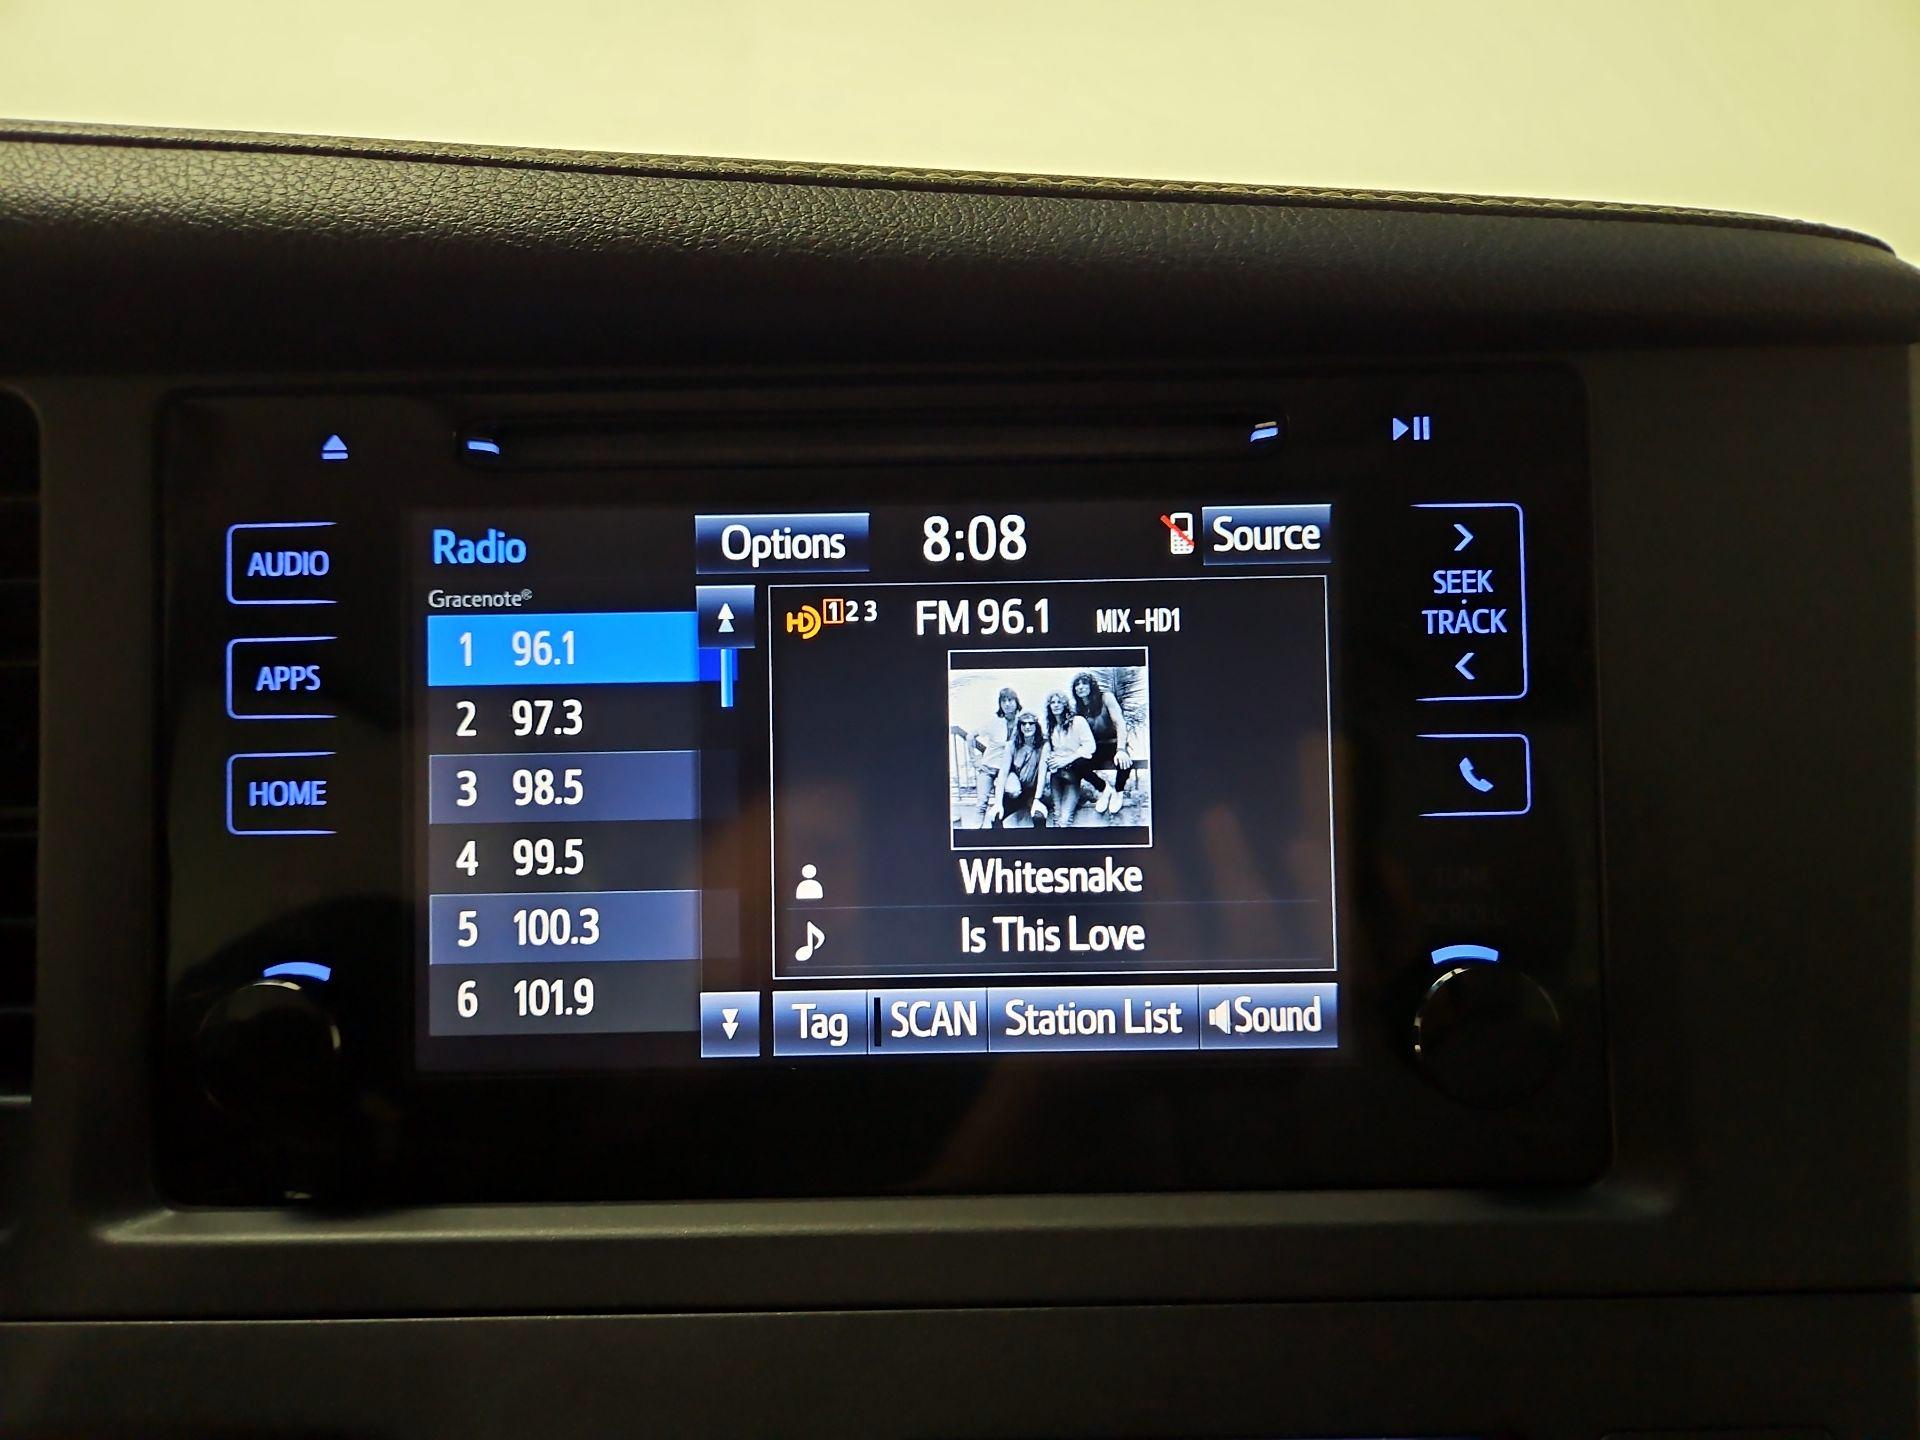 AUDIO
APPS
HOME
Radio
Options
8:08
Source
Gracenote®
1 96.1
2 97.3
3 98.5
4 99.5
5 100.3
6 101.9
HD 1 2 3
FM 96.1
MIX-HD1
Whitesnake
Is This Love
Tag
SCAN
Station List
Sound
SEEK
TRACK
TUNE
SCROLL